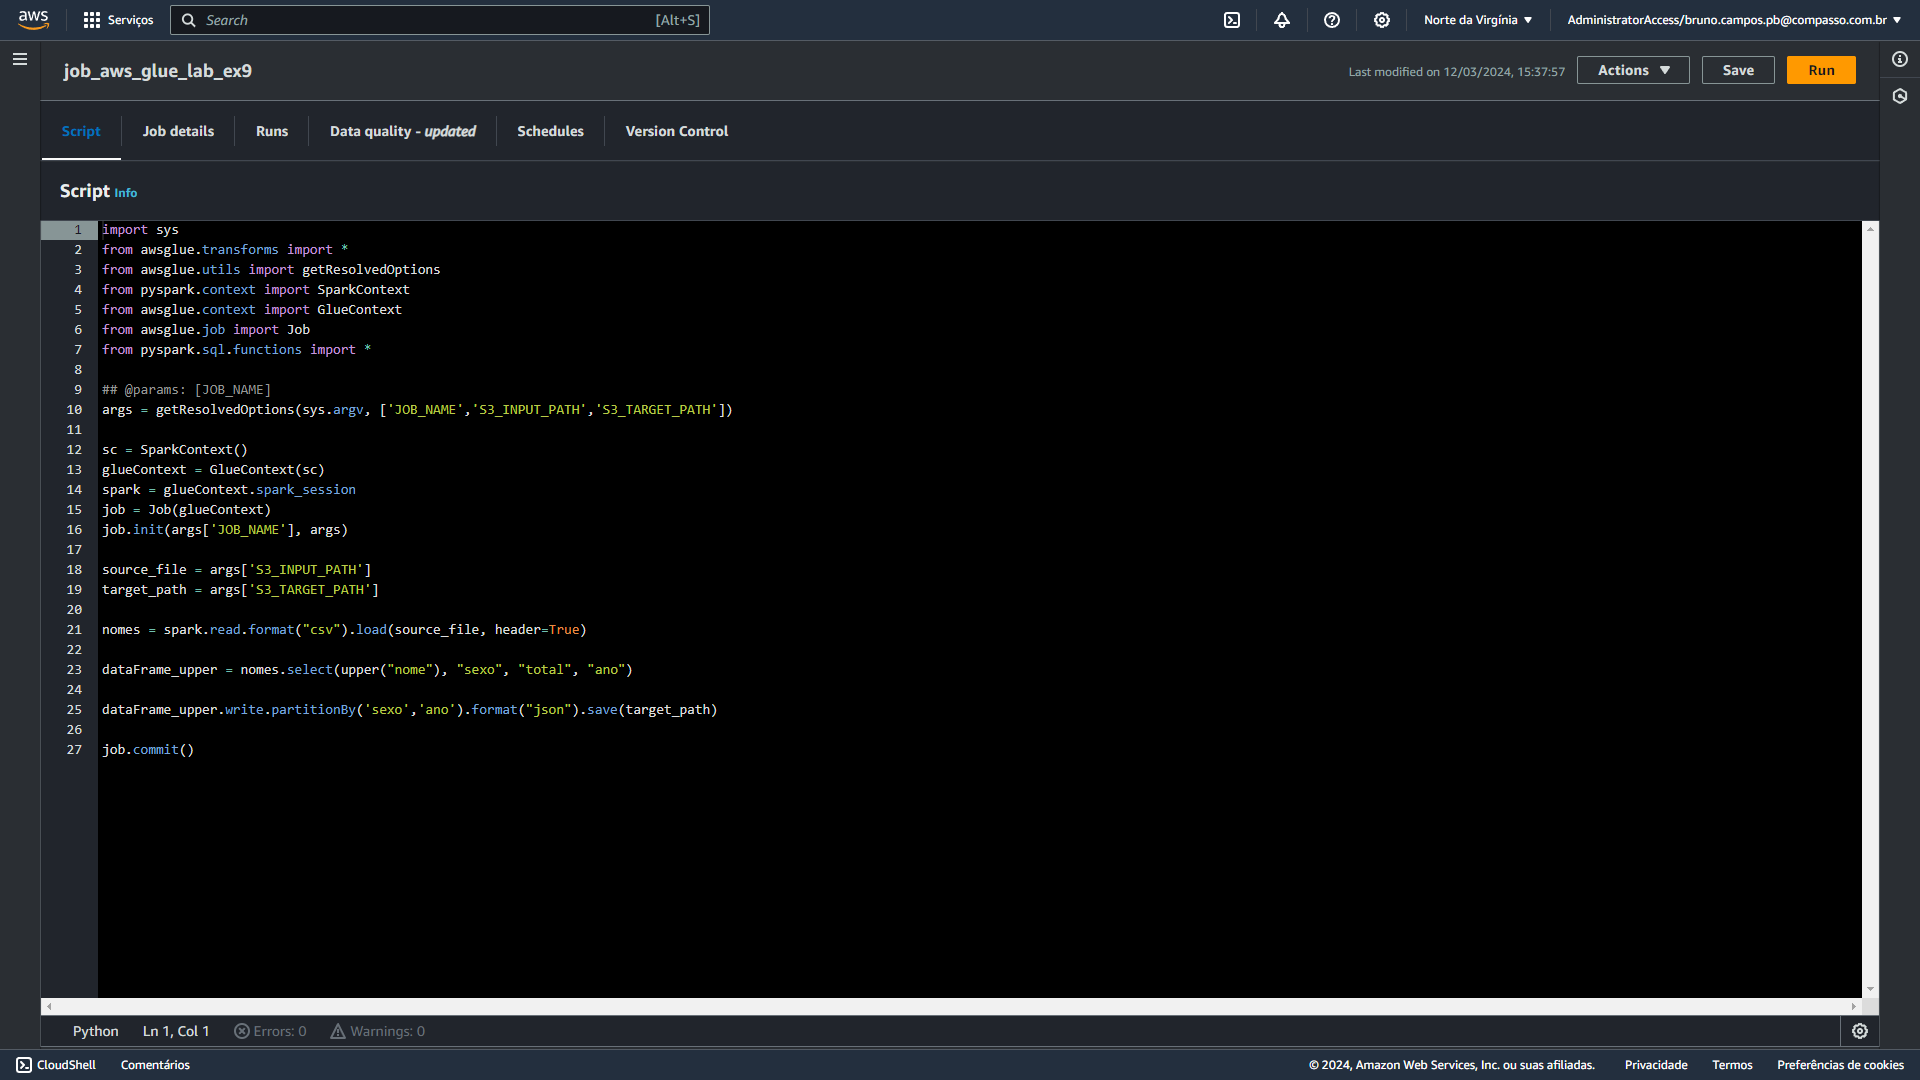 aws Serviços Search [Alt+S] Norte da Virgínia ▼ AdministratorAccess/bruno.campos.pb@compasso.com.br ▼
job_aws_glue_lab_ex9 Last modified on 12/03/2024, 15:37:57 Actions ▼ Save Run
Script Job details Runs Data quality - updated Schedules Version Control
Script Info
1 import sys
2 from awsglue.transforms import *
3 from awsglue.utils import getResolvedOptions
4 from pyspark.context import SparkContext
5 from awsglue.context import GlueContext
6 from awsglue.job import Job
7 from pyspark.sql.functions import *
8
9 ## @params: [JOB_NAME]
10 args = getResolvedOptions(sys.argv, ['JOB_NAME','S3_INPUT_PATH','S3_TARGET_PATH'])
11
12 sc = SparkContext()
13 glueContext = GlueContext(sc)
14 spark = glueContext.spark_session
15 job = Job(glueContext)
16 job.init(args['JOB_NAME'], args)
17
18 source_file = args['S3_INPUT_PATH']
19 target_path = args['S3_TARGET_PATH']
20
21 nomes = spark.read.format("csv").load(source_file, header=True)
22
23 dataFrame_upper = nomes.select(upper("nome"), "sexo", "total", "ano")
24
25 dataFrame_upper.write.partitionBy('sexo','ano').format("json").save(target_path)
26
27 job.commit()
Python Ln 1, Col 1 Errors: 0 Warnings: 0
CloudShell Comentários © 2024, Amazon Web Services, Inc. ou suas afiliadas. Privacidade Termos Preferências de cookies